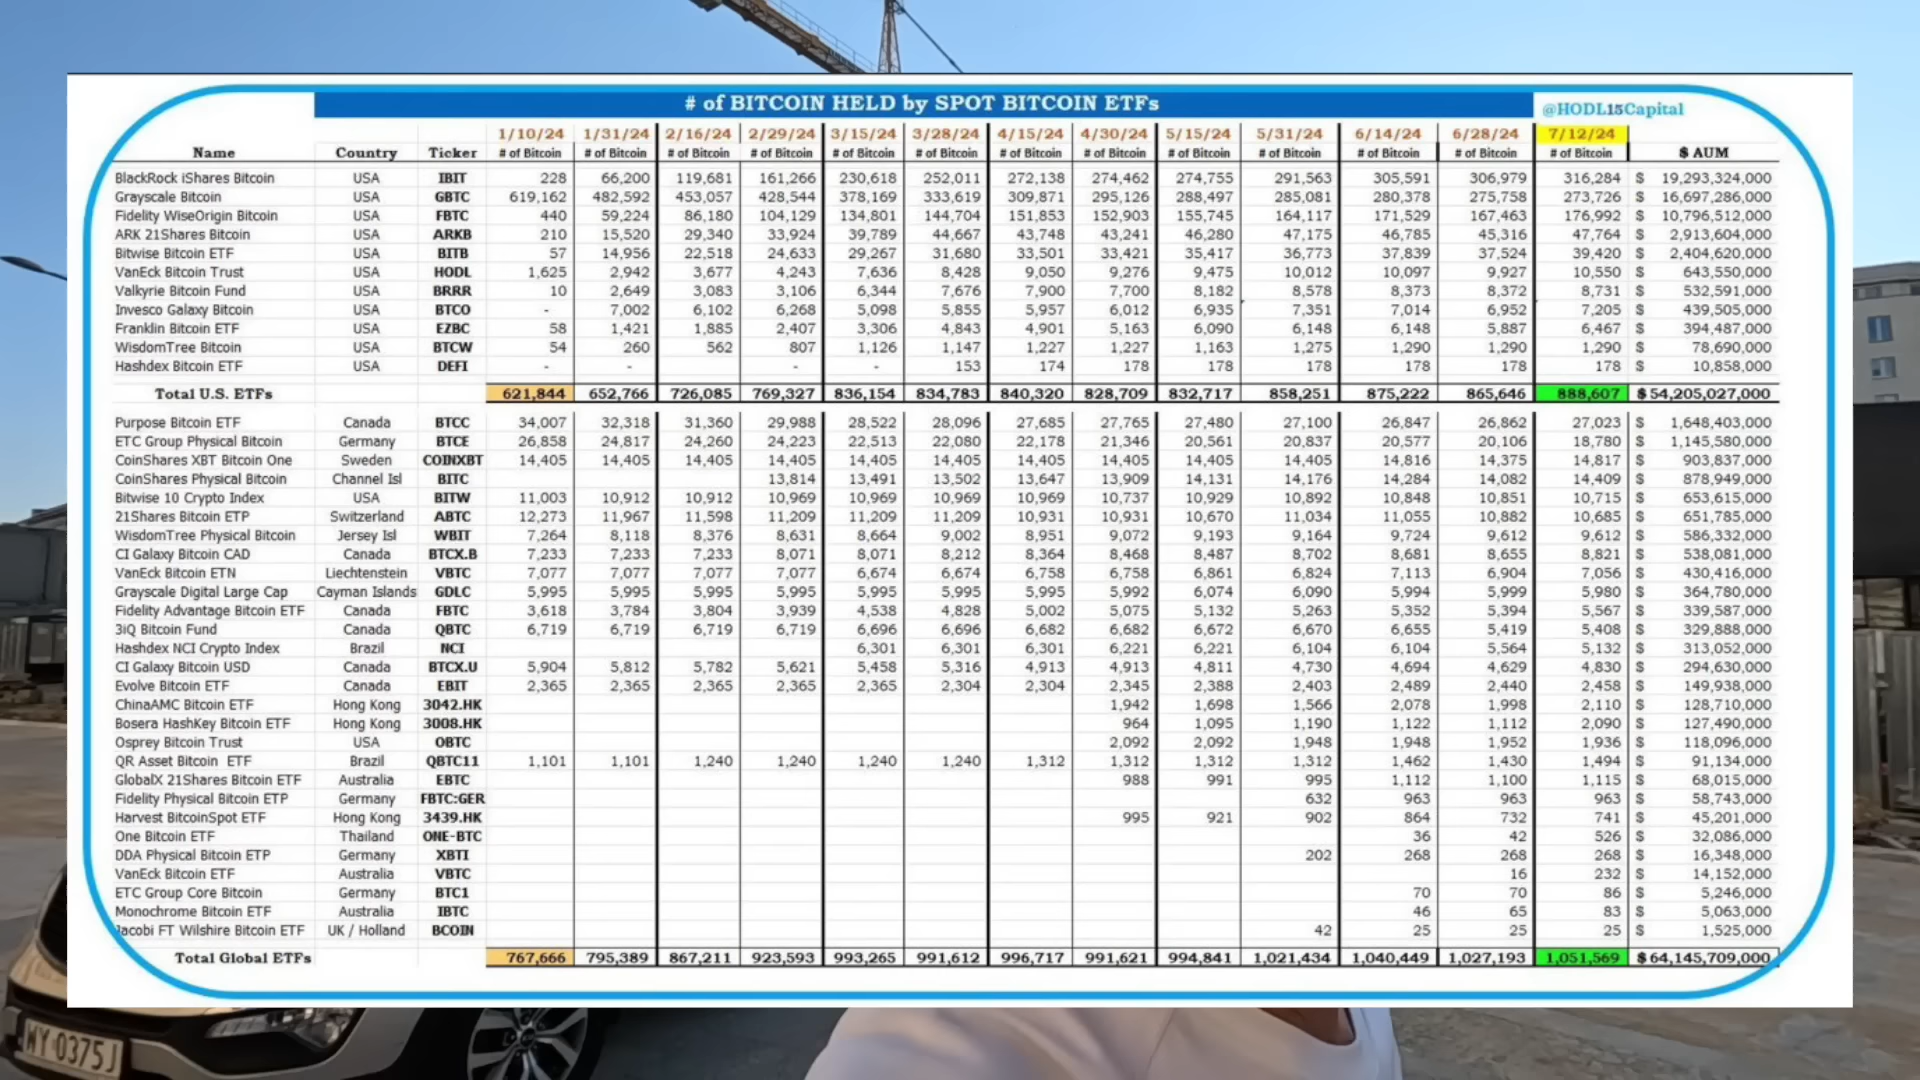 # of BITCOIN HELD by SPOT BITCOIN ETFs
@HODL15Capital
1/10/24 1/31/24 2/16/24 2/29/24 3/15/24 3/28/24 4/15/24 4/30/24 5/15/24 5/31/24 6/14/24 6/28/24 7/12/24
Name Country Ticker # of Bitcoin # of Bitcoin # of Bitcoin # of Bitcoin # of Bitcoin # of Bitcoin # of Bitcoin # of Bitcoin # of Bitcoin # of Bitcoin # of Bitcoin # of Bitcoin # of Bitcoin $ AUM
BlackRock iShares Bitcoin USA IBIT 228 66,200 119,681 161,266 230,618 252,011 272,138 274,462 274,755 291,563 305,591 306,979 316,284 $ 19,293,324,000
Grayscale Bitcoin USA GBTC 619,162 482,592 453,057 428,544 378,169 333,619 309,871 295,126 288,497 285,081 280,378 275,758 273,726 $ 16,697,286,000
Fidelity WiseOrigin Bitcoin USA FBTC 440 59,224 86,180 104,129 134,801 144,704 151,853 152,903 155,745 164,117 171,529 167,463 176,992 $ 10,796,512,000
ARK 21Shares Bitcoin USA ARKB 210 15,520 29,340 33,924 39,789 44,667 43,748 43,241 46,280 47,175 46,785 45,316 47,764 $ 2,913,604,000
Bitwise Bitcoin ETF USA BITB 57 14,956 22,518 24,633 29,267 31,680 33,501 33,421 35,417 36,773 37,839 37,524 39,420 $ 2,404,620,000
VanEck Bitcoin Trust USA HODL 1,625 2,942 3,677 4,243 7,636 8,428 9,050 9,276 9,475 10,012 10,097 9,927 10,550 $ 643,550,000
Valkyrie Bitcoin Fund USA BRRR 10 2,649 3,083 3,106 6,344 7,676 7,900 7,700 8,182 8,578 8,373 8,372 8,731 $ 532,591,000
Invesco Galaxy Bitcoin USA BTCO - 7,002 6,102 6,268 5,098 5,855 5,957 6,012 6,935 7,351 7,014 6,952 7,205 $ 439,505,000
Franklin Bitcoin ETF USA EZBC 58 1,421 1,885 2,407 3,306 4,843 4,901 5,163 6,090 6,148 6,148 5,887 6,467 $ 394,487,000
WisdomTree Bitcoin USA BTCW 54 260 562 807 1,126 1,147 1,227 1,227 1,163 1,275 1,290 1,290 1,290 $ 78,690,000
Hashdex Bitcoin ETF USA DEFI - - - - 153 174 178 178 178 178 178 178 $ 10,858,000
Total U.S. ETFs 621,844 652,766 726,085 769,327 836,154 834,783 840,320 828,709 832,717 858,251 875,222 865,646 888,607 $ 54,205,027,000
Purpose Bitcoin ETF Canada BTCC 34,007 32,318 31,360 29,988 28,522 28,096 27,685 27,765 27,480 27,100 26,847 26,862 27,023 $ 1,648,403,000
ETC Group Physical Bitcoin Germany BTCE 26,858 24,817 24,260 24,223 22,513 22,080 22,178 21,346 20,561 20,837 20,577 20,106 18,780 $ 1,145,580,000
CoinShares XBT Bitcoin One Sweden COINXBT 14,405 14,405 14,405 14,405 14,405 14,405 14,405 14,405 14,405 14,405 14,816 14,375 14,817 $ 903,837,000
CoinShares Physical Bitcoin Channel Isl BITC 13,814 13,491 13,502 13,647 13,909 14,131 14,176 14,284 14,082 14,409 $ 878,949,000
Bitwise 10 Crypto Index USA BITW 11,003 10,912 10,912 10,969 10,969 10,969 10,969 10,737 10,929 10,892 10,848 10,851 10,715 $ 653,615,000
21Shares Bitcoin ETP Switzerland ABTC 12,273 11,967 11,598 11,209 11,209 11,209 10,931 10,931 10,670 11,034 11,055 10,882 10,685 $ 651,785,000
WisdomTree Physical Bitcoin Jersey Isl WBIT 7,264 8,118 8,376 8,631 8,664 9,002 8,951 9,072 9,193 9,164 9,724 9,612 9,612 $ 586,332,000
CI Galaxy Bitcoin CAD Canada BTCX.B 7,233 7,233 7,233 8,071 8,071 8,212 8,364 8,468 8,487 8,702 8,681 8,655 8,821 $ 538,081,000
VanEck Bitcoin ETN Liechtenstein VBTC 7,077 7,077 7,077 7,077 6,674 6,674 6,758 6,758 6,861 6,824 7,113 6,904 7,056 $ 430,416,000
Grayscale Digital Large Cap Cayman Islands GDLC 5,995 5,995 5,995 5,995 5,995 5,995 5,995 5,992 6,074 6,090 5,994 5,999 5,980 $ 364,780,000
Fidelity Advantage Bitcoin ETF Canada FBTC 3,618 3,784 3,804 3,939 4,538 4,828 5,002 5,075 5,132 5,263 5,352 5,394 5,567 $ 339,587,000
3iQ Bitcoin Fund Canada QBTC 6,719 6,719 6,719 6,719 6,696 6,696 6,682 6,682 6,672 6,670 6,655 5,419 5,408 $ 329,888,000
Hashdex NCI Crypto Index Brazil NCI 6,301 6,301 6,301 6,221 6,221 6,104 6,104 5,564 5,132 $ 313,052,000
CI Galaxy Bitcoin USD Canada BTCX.U 5,904 5,812 5,782 5,621 5,458 5,316 4,913 4,913 4,811 4,730 4,694 4,629 4,830 $ 294,630,000
Evolve Bitcoin ETF Canada EBIT 2,365 2,365 2,365 2,365 2,365 2,304 2,304 2,345 2,388 2,403 2,489 2,440 2,458 $ 149,938,000
ChinaAMC Bitcoin ETF Hong Kong 3042.HK 1,942 1,698 1,566 2,078 1,998 2,110 $ 128,710,000
Bosera HashKey Bitcoin ETF Hong Kong 3008.HK 964 1,095 1,190 1,122 1,112 2,090 $ 127,490,000
Osprey Bitcoin Trust USA OBTC 2,092 2,092 1,948 1,948 1,952 1,936 $ 118,096,000
QR Asset Bitcoin ETF Brazil QBTC11 1,101 1,101 1,240 1,240 1,240 1,240 1,312 1,312 1,312 1,312 1,462 1,430 1,494 $ 91,134,000
GlobalX 21Shares Bitcoin ETF Australia EBTC 988 991 995 1,112 1,100 1,115 $ 68,015,000
Fidelity Physical Bitcoin ETP Germany FBTC:GER 632 963 963 963 $ 58,743,000
Harvest BitcoinSpot ETF Hong Kong 3439.HK 995 921 902 864 732 741 $ 45,201,000
One Bitcoin ETF Thailand ONE-BTC 36 42 526 $ 32,086,000
DDA Physical Bitcoin ETP Germany XBTI 202 268 268 268 $ 16,348,000
VanEck Bitcoin ETF Australia VBTC 16 232 $ 14,152,000
ETC Group Core Bitcoin Germany BTC1 70 70 86 $ 5,246,000
Monochrome Bitcoin ETF Australia IBTC 46 65 83 $ 5,063,000
Jacobi FT Wilshire Bitcoin ETF UK / Holland BCOIN 42 25 25 25 $ 1,525,000
Total Global ETFs 767,666 795,389 867,211 923,593 993,265 991,612 996,717 991,621 994,841 1,021,434 1,040,449 1,027,193 1,051,569 $ 64,145,709,000
WY 0375J